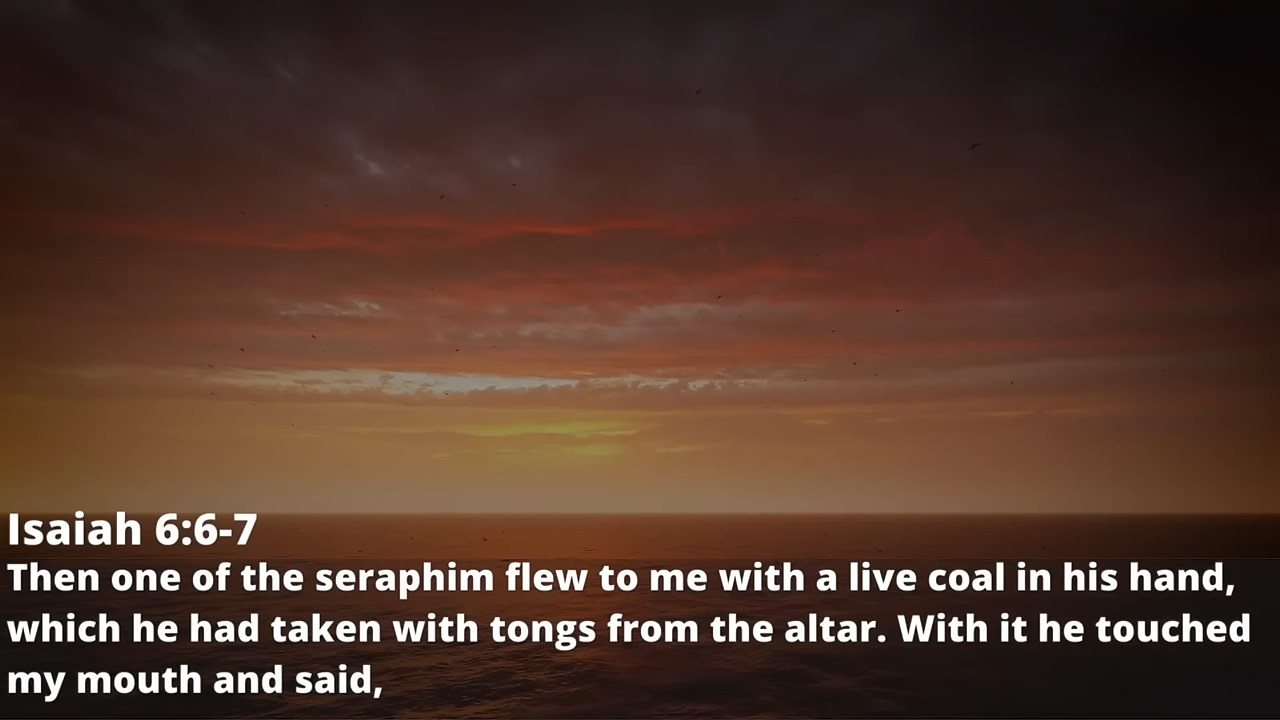 Isaiah 6:6-7
Then one of the seraphim flew to me with a live coal in his hand,
which he had taken with tongs from the altar. With it he touched
my mouth and said,